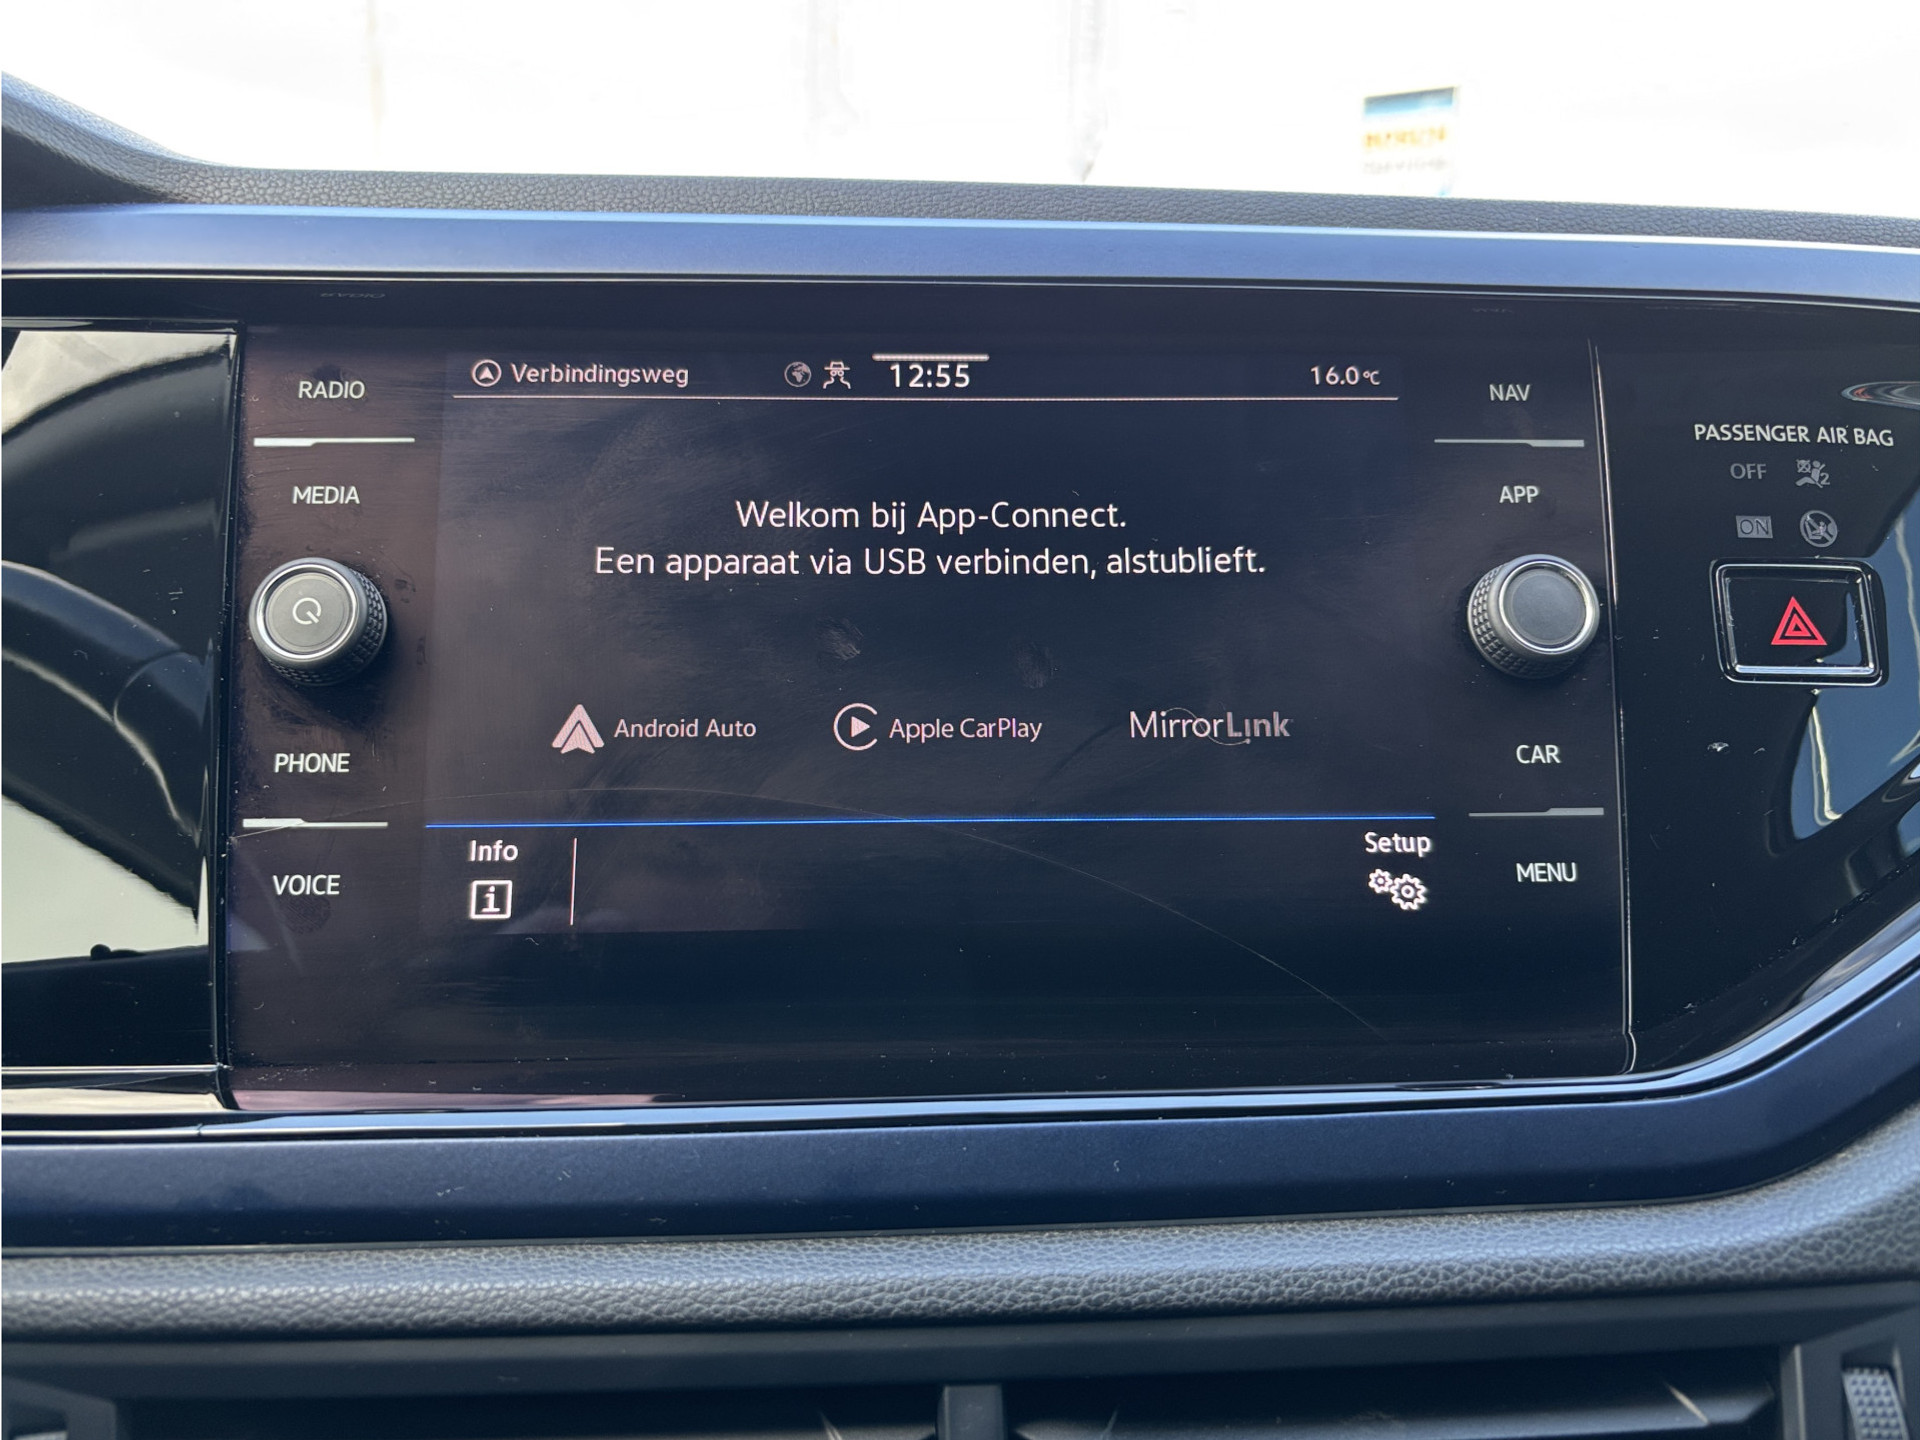 RADIO
MEDIA
PHONE
VOICE
Verbindingsweg
12:55
16.0°C
Welkom bij App-Connect.
Een apparaat via USB verbinden, alstublieft.
Android Auto
Apple CarPlay
MirrorLink
Info
Setup
NAV
APP
CAR
MENU
PASSENGER AIR BAG
OFF
2
ON